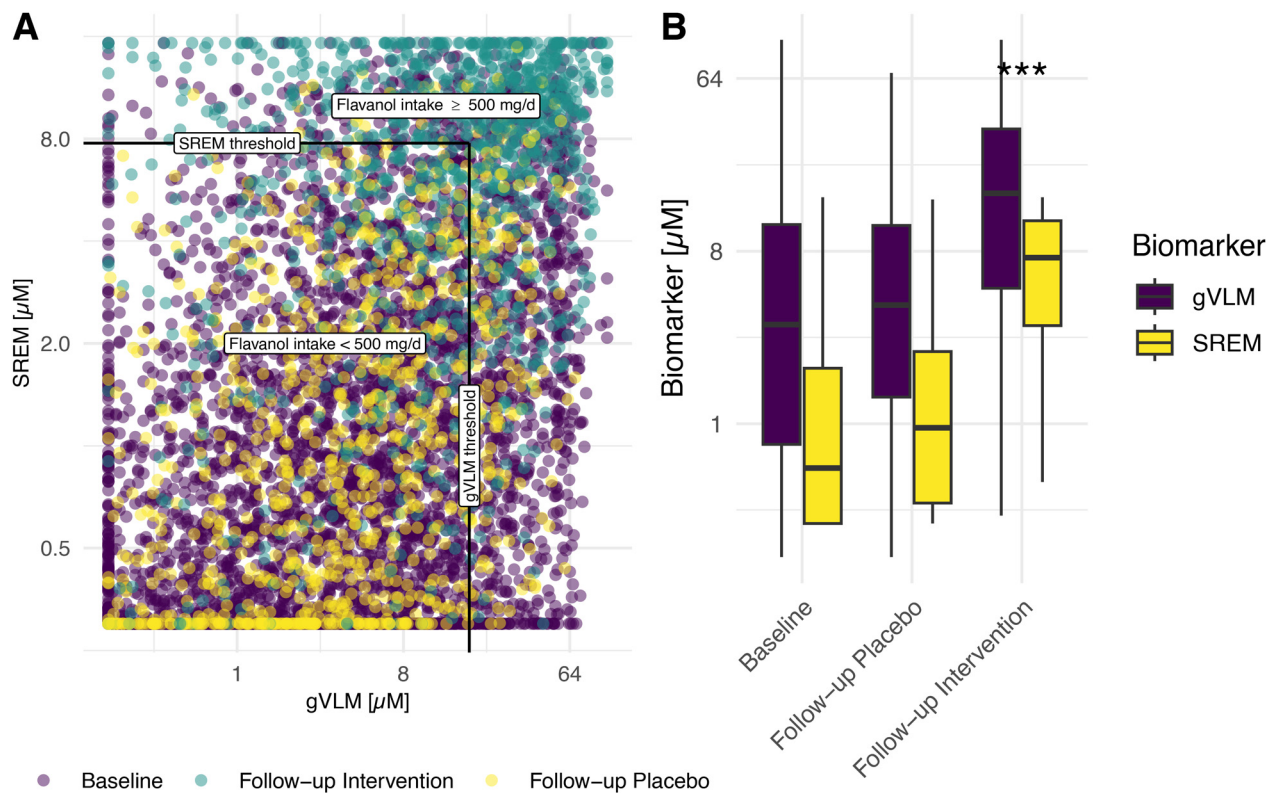 A
SREM [µM]
8.0
2.0
0.5
Flavanol intake ≥ 500 mg/d
SREM threshold
Flavanol intake < 500 mg/d
gVLM threshold
1
8
64
gVLM [µM]
Baseline
Follow−up Intervention
Follow−up Placebo
B
Biomarker [µM]
64
8
1
***
Baseline
Follow−up Placebo
Follow−up Intervention
Biomarker
gVLM
SREM